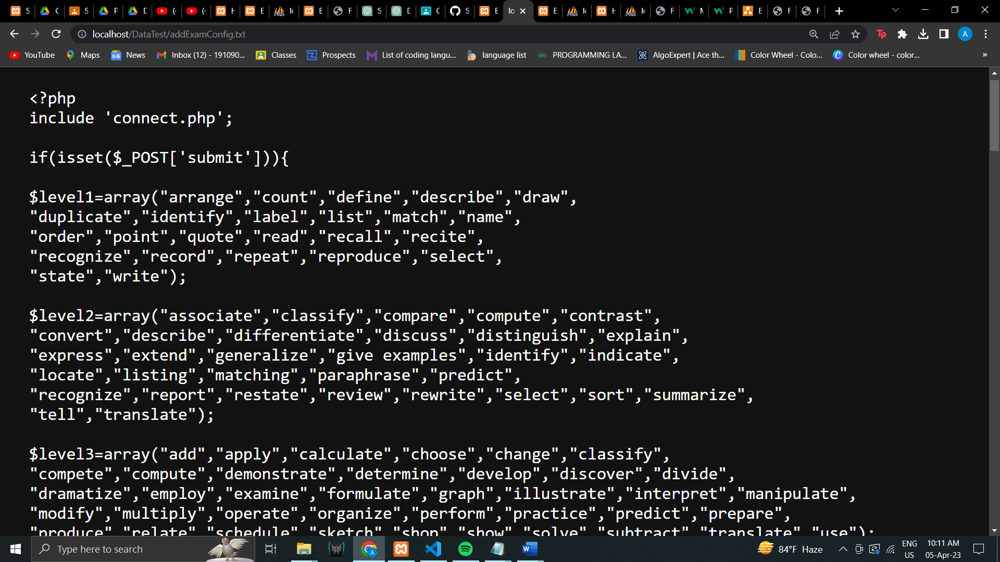 localhost/DataTest/addExamConfig.txt
YouTube Maps News Inbox (12) - 191090... Classes Prospects List of coding langu... language list PROGRAMMING LA... AlgoExpert | Ace th... Color Wheel - Colo... Color wheel - color... »
<?php
include 'connect.php';
if(isset($_POST['submit'])){
$level1=array("arrange","count","define","describe","draw",
"duplicate","identify","label","list","match","name",
"order","point","quote","read","recall","recite",
"recognize","record","repeat","reproduce","select",
"state","write");
$level2=array("associate","classify","compare","compute","contrast",
"convert","describe","differentiate","discuss","distinguish","explain",
"express","extend","generalize","give examples","identify","indicate",
"locate","listing","matching","paraphrase","predict",
"recognize","report","restate","review","rewrite","select","sort","summarize",
"tell","translate");
$level3=array("add","apply","calculate","choose","change","classify",
"compete","compute","demonstrate","determine","develop","discover","divide",
"dramatize","employ","examine","formulate","graph","illustrate","interpret","manipulate",
"modify","multiply","operate","organize","perform","practice","predict","prepare",
"produce","relate","schedule","sketch","shop","show","solve","subtract","translate","use");
Type here to search
84°F Haze
ENG
US
10:11 AM
05-Apr-23